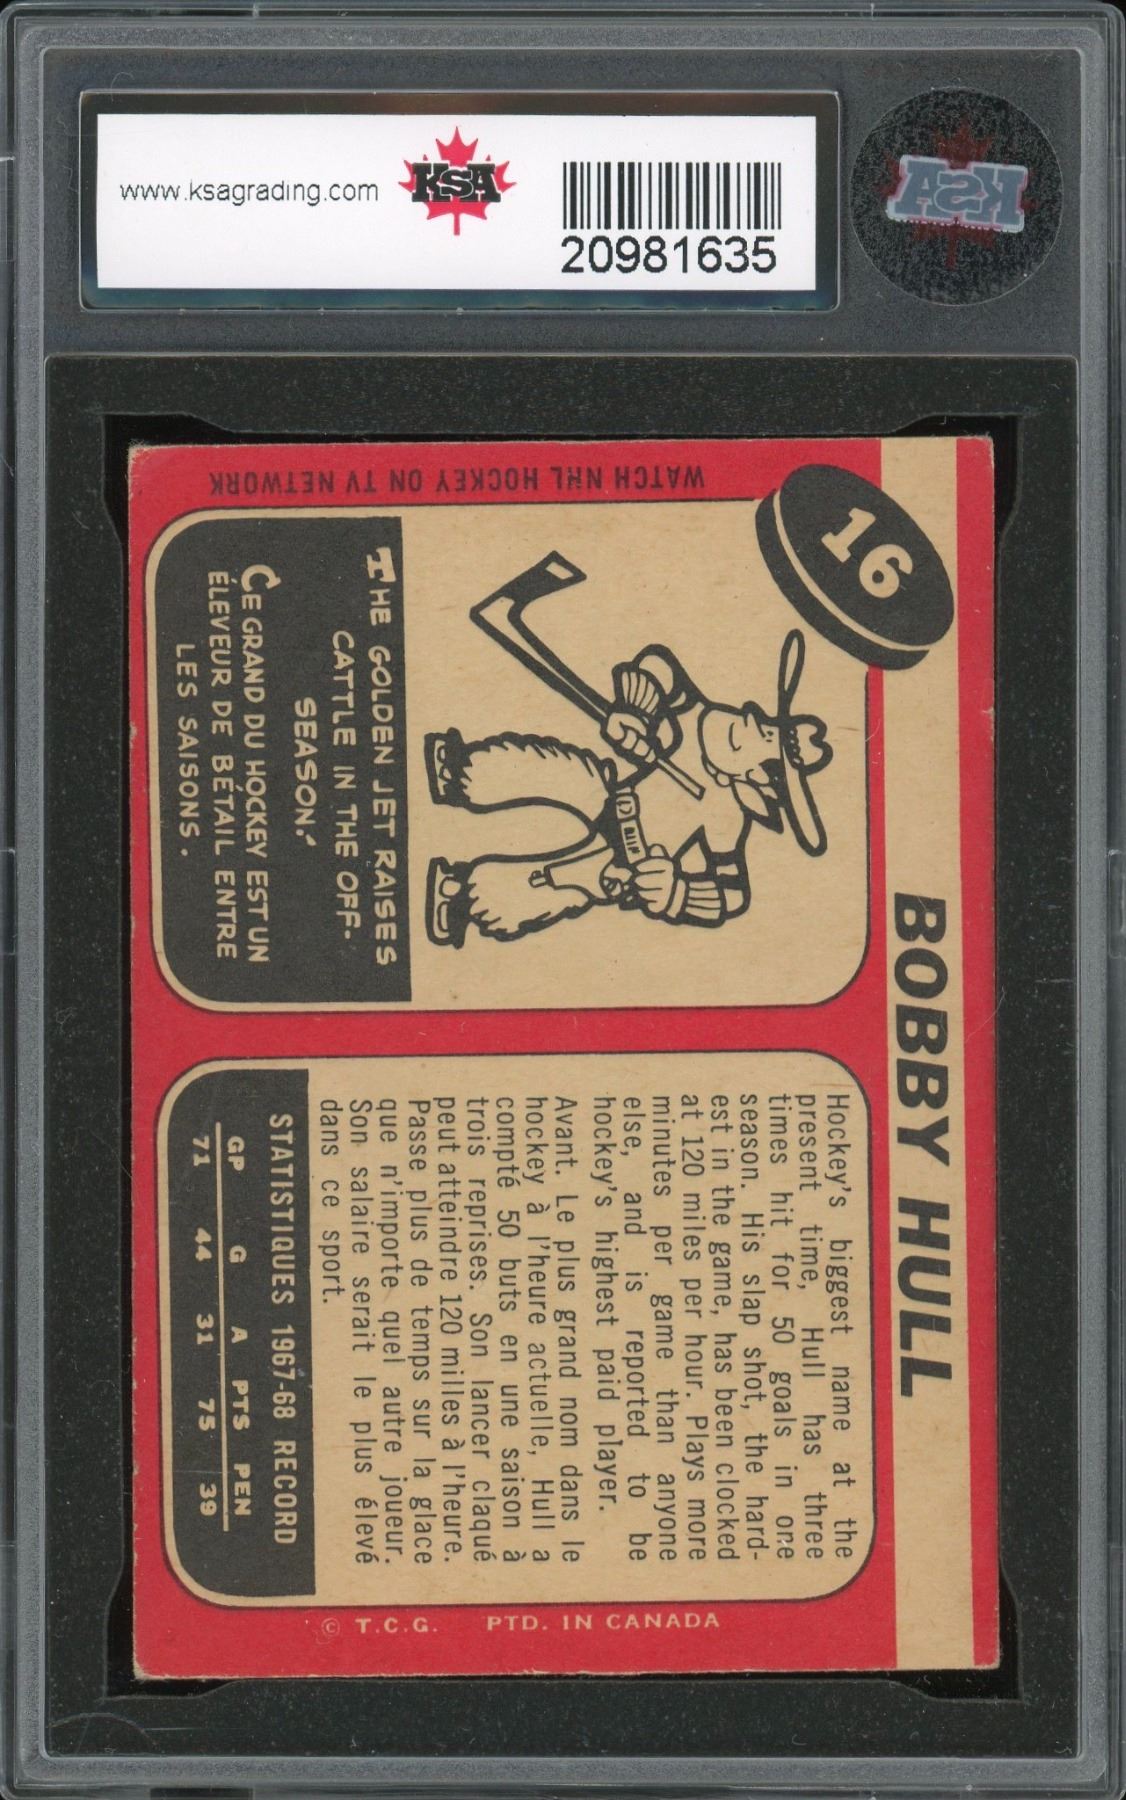 www.ksagrading.com
KSA
20981635
KSA
WATCH NHL HOCKEY ON TV NETWORK
16
BOBBY HULL
THE GOLDEN JET RAISES
CATTLE IN THE OFF-
SEASON.
CE GRAND DU HOCKEY EST UN
ÉLEVEUR DE BÉTAIL ENTRE
LES SAISONS.
Hockey's biggest name at the
present time, Hull has three
times hit for 50 goals in one
season. His slap shot, the hard-
est in the game, has been clocked
at 120 miles per hour. Plays more
minutes per game than anyone
else, and is reported to be
hockey's highest paid player.
Avant. Le plus grand nom dans le
hockey à l'heure actuelle, Hull a
compté 50 buts en une saison à
trois reprises. Son lancer claqué
peut atteindre 120 milles à l'heure.
Passe plus de temps sur la glace
que n'importe quel autre joueur.
Son salaire serait le plus élevé
dans ce sport.
STATISTIQUES 1967-68 RECORD
GP G A PTS PEN
71 44 31 75 39
© T.C.G. PTD. IN CANADA